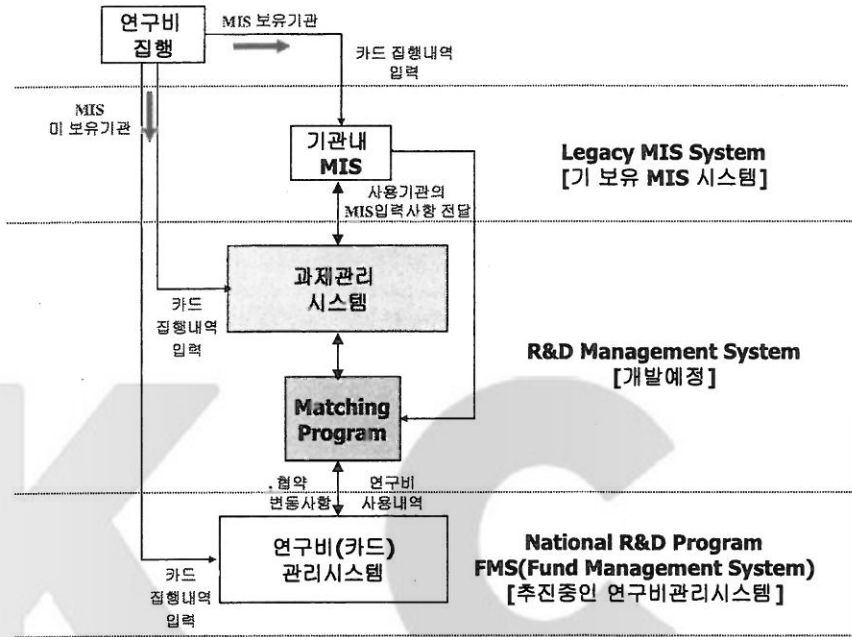 연구비
집행
MIS 보유기관
카드 집행내역
입력
MIS
미 보유기관
기관내
MIS
Legacy MIS System
[기 보유 MIS 시스템]
사용기관의
MIS입력사항 전달
과제관리
시스템
카드
집행내역
입력
R&D Management System
[개발예정]
Matching
Program
협약
변동사항
연구비
사용내역
연구비(카드)
관리시스템
카드
집행내역
입력
National R&D Program
FMS(Fund Management System)
[추진중인 연구비관리시스템]
K C